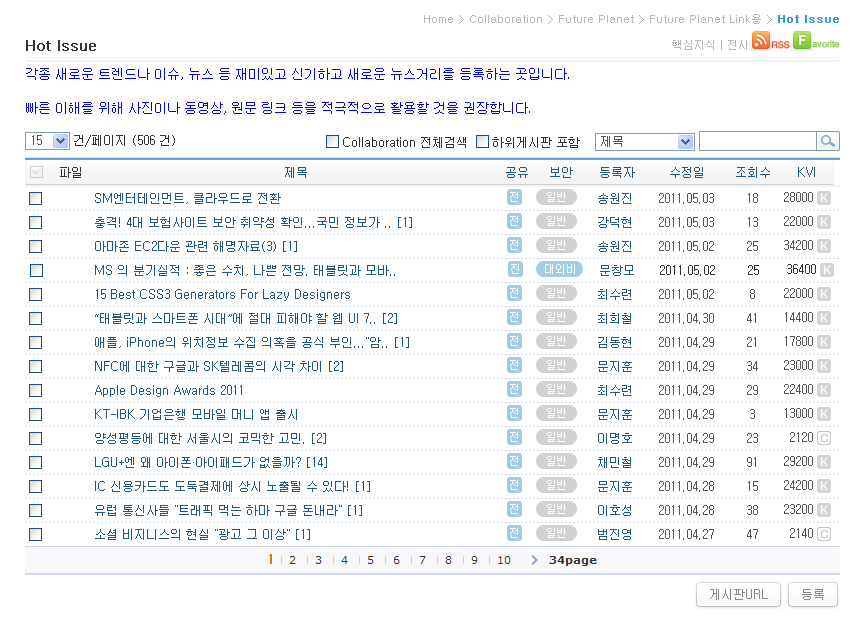 Home > Collaboration > Future Planet > Future Planet Link용 > Hot Issue
Hot Issue
핵심지식 | 전사 RSS Favorite
각종 새로운 트렌드나 이슈, 뉴스 등 재미있고 신기하고 새로운 뉴스거리를 등록하는 곳입니다.
빠른 이해를 위해 사진이나 동영상, 원문 링크 등을 적극적으로 활용할 것을 권장합니다.
15 건/페이지 (506 건) Collaboration 전체검색 하위게시판 포함 제목
파일 제목 공유 보안 등록자 수정일 조회수 KVI
SM엔터테인먼트, 클라우드로 전환 전 일반 송원진 2011.05.03 18 28000 K
충격! 4대 보험사이트 보안 취약성 확인...국민 정보가 .. [1] 전 일반 강덕현 2011.05.03 13 22000 K
아마존 EC2다운 관련 해명자료(3) [1] 전 일반 송원진 2011.05.02 25 34200 K
MS 의 분기실적 : 좋은 수치, 나쁜 전망, 태블릿과 모바.. 전 대외비 문창모 2011.05.02 25 36400 K
15 Best CSS3 Generators For Lazy Designers 전 일반 최수련 2011.05.02 8 22000 K
"태블릿과 스마트폰 시대"에 절대 피해야 할 웹 UI 7.. [2] 전 일반 최희철 2011.04.30 41 14400 K
애플, iPhone의 위치정보 수집 의혹을 공식 부인..."암.. [1] 전 일반 김동현 2011.04.29 21 17800 K
NFC에 대한 구글과 SK텔레콤의 시각 차이 [2] 전 일반 문지훈 2011.04.29 34 23000 K
Apple Design Awards 2011 전 일반 최수련 2011.04.29 29 22400 K
KT-IBK 기업은행 모바일 머니 앱 출시 전 일반 문지훈 2011.04.29 3 13000 K
양성평등에 대한 서울시의 코믹한 고민. [2] 전 일반 이명호 2011.04.29 23 2120 C
LGU+엔 왜 아이폰·아이패드가 없을까? [14] 전 일반 채민철 2011.04.29 91 29200 K
IC 신용카드도 도둑결제에 상시 노출될 수 있다! [1] 전 일반 문지훈 2011.04.28 15 24200 K
유럽 통신사들 "트래픽 먹는 하마 구글 돈내라" [1] 전 일반 이호성 2011.04.28 38 23200 K
소셜 비지니스의 현실 "광고 그 이상" [1] 전 일반 범진영 2011.04.27 47 2140 C
1 | 2 | 3 | 4 | 5 | 6 | 7 | 8 | 9 | 10 > 34page
게시판URL 등록